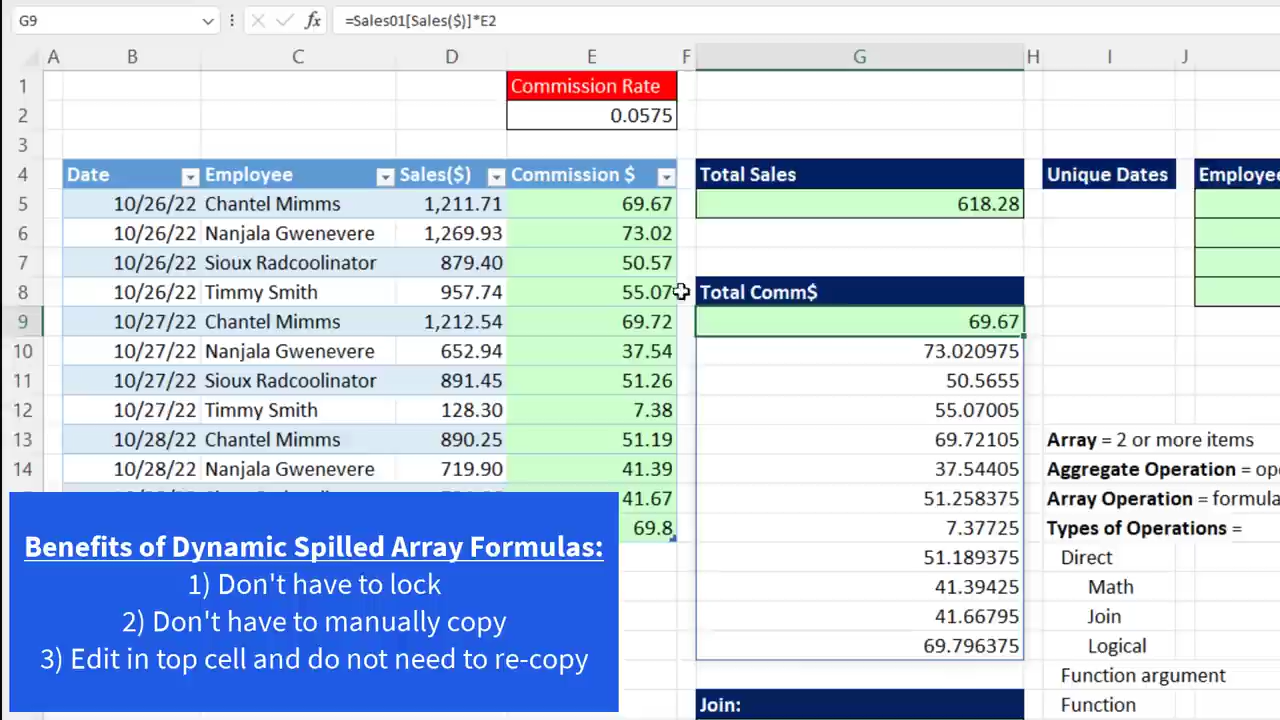 G9 fx =Sales01[Sales($)]*E2
A B C D E F G H I J
1 Commission Rate
2 0.0575
3
4 Date Employee Sales($) Commission $ Total Sales Unique Dates Employee
5 10/26/22 Chantel Mimms 1,211.71 69.67 618.28
6 10/26/22 Nanjala Gwenevere 1,269.93 73.02
7 10/26/22 Sioux Radcoolinator 879.40 50.57
8 10/26/22 Timmy Smith 957.74 55.07 Total Comm$
9 10/27/22 Chantel Mimms 1,212.54 69.72 69.67
10 10/27/22 Nanjala Gwenevere 652.94 37.54 73.020975
11 10/27/22 Sioux Radcoolinator 891.45 51.26 50.5655
12 10/27/22 Timmy Smith 128.30 7.38 55.07005
13 10/28/22 Chantel Mimms 890.25 51.19 69.72105 Array = 2 or more items
14 10/28/22 Nanjala Gwenevere 719.90 41.39 37.54405 Aggregate Operation = ope
41.67 51.258375 Array Operation = formula
69.8 7.37725 Types of Operations =
Benefits of Dynamic Spilled Array Formulas:
1) Don't have to lock
2) Don't have to manually copy
3) Edit in top cell and do not need to re-copy
51.189375 Direct
41.39425 Math
41.66795 Join
69.796375 Logical
Function argument
Join: Function